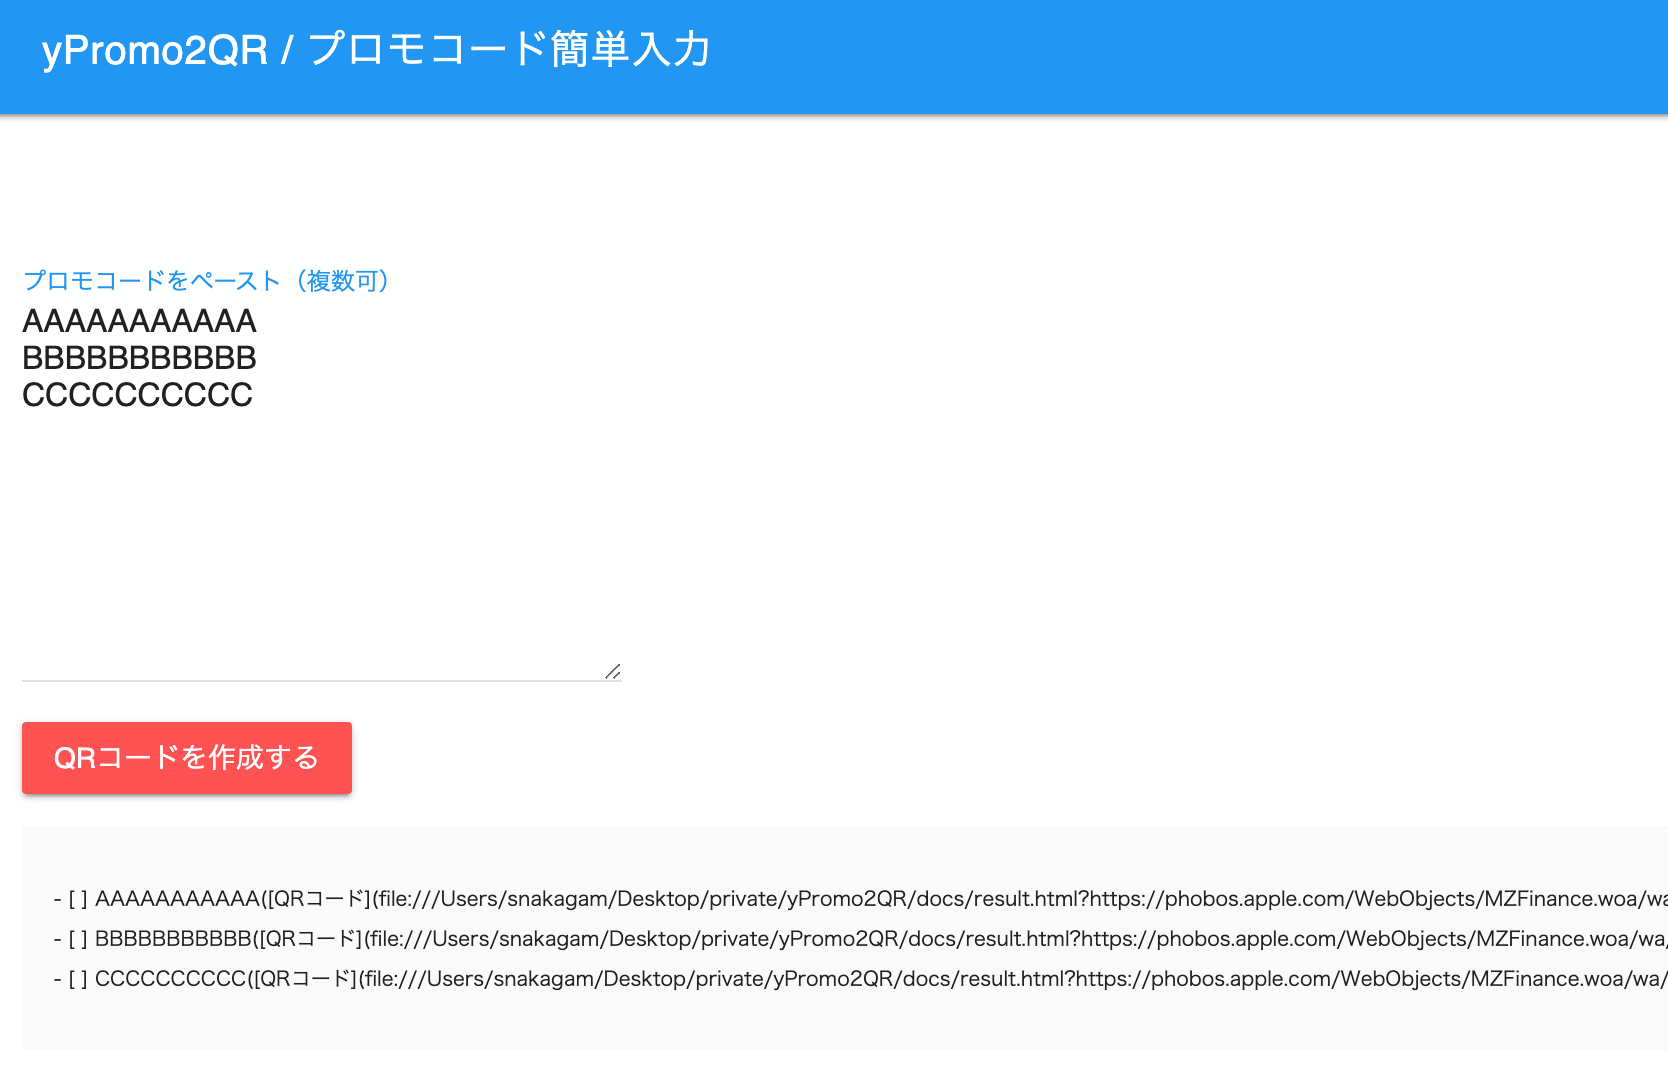 yPromo2QR / プロモコード簡単入力
プロモコードをペースト（複数可）
AAAAAAAAAAA
BBBBBBBBBBB
CCCCCCCCCC
QRコードを作成する
- [ ] AAAAAAAAAAA([QRコード](file:///Users/snakagam/Desktop/private/yPromo2QR/docs/result.html?https://phobos.apple.com/WebObjects/MZFinance.woa/wa
- [ ] BBBBBBBBBBB([QRコード](file:///Users/snakagam/Desktop/private/yPromo2QR/docs/result.html?https://phobos.apple.com/WebObjects/MZFinance.woa/wa/
- [ ] CCCCCCCCCC([QRコード](file:///Users/snakagam/Desktop/private/yPromo2QR/docs/result.html?https://phobos.apple.com/WebObjects/MZFinance.woa/wa/